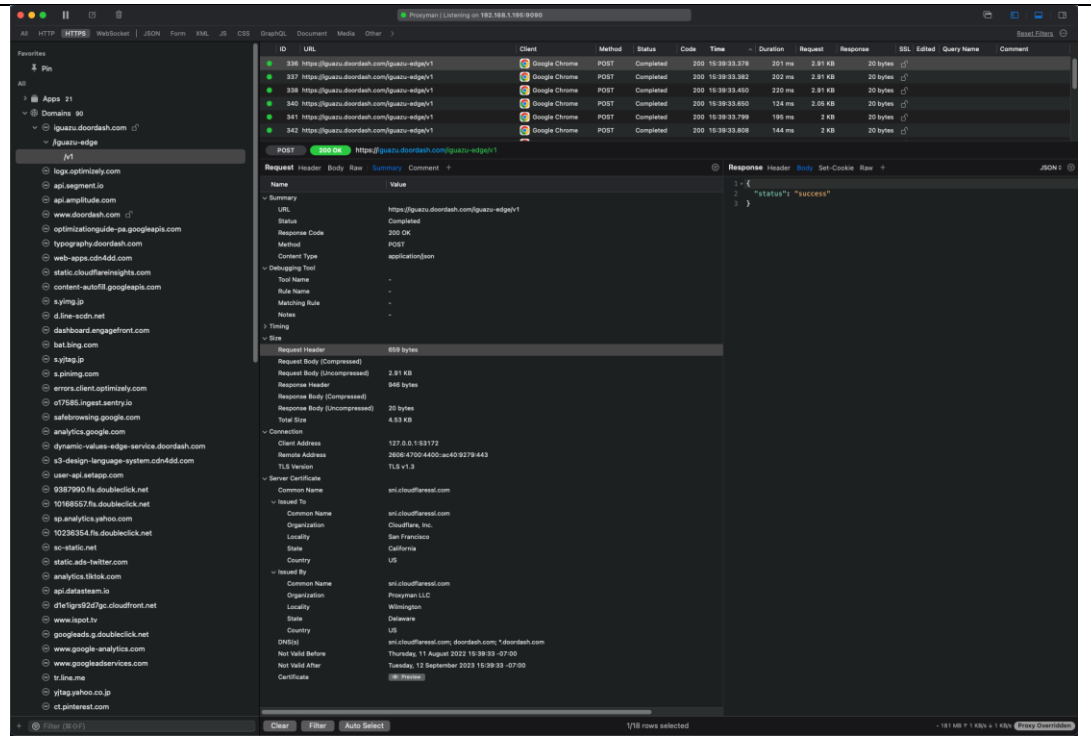 Proxyman | Listening on 192.168.1.195:9090
All HTTP HTTPS WebSocket JSON Form XML JS CSS GraphQL Document Media Other
Reset Filters
Favorites
Pin
All
Apps 21
Domains 90
iguazu.doordash.com
/iguazu-edge
/v1
logx.optimizely.com
api.segment.io
api.amplitude.com
www.doordash.com
optimizationguide-pa.googleapis.com
typography.doordash.com
web-apps.cdn4dd.com
static.cloudflareinsights.com
content-autofill.googleapis.com
s.yimg.jp
d.line-scdn.net
dashboard.engagefront.com
bat.bing.com
s.yjtag.jp
s.pinimg.com
errors.client.optimizely.com
o17585.ingest.sentry.io
safebrowsing.google.com
analytics.google.com
dynamic-values-edge-service.doordash.com
s3-design-language-system.cdn4dd.com
user-api.setapp.com
9387990.fls.doubleclick.net
10168557.fls.doubleclick.net
sp.analytics.yahoo.com
10236354.fls.doubleclick.net
sc-static.net
static.ads-twitter.com
analytics.tiktok.com
api.datasteam.io
d1e1igrs92d7gc.cloudfront.net
www.ispot.tv
googleads.g.doubleclick.net
www.google-analytics.com
www.googleadservices.com
tr.line.me
yjtag.yahoo.co.jp
ct.pinterest.com
Filter (⌘⇧F)
ID URL Client Method Status Code Time Duration Request Response SSL Edited Query Name Comment
336 https://iguazu.doordash.com/iguazu-edge/v1 Google Chrome POST Completed 200 15:39:33.378 201 ms 2.91 KB 20 bytes
337 https://iguazu.doordash.com/iguazu-edge/v1 Google Chrome POST Completed 200 15:39:33.382 202 ms 2.91 KB 20 bytes
338 https://iguazu.doordash.com/iguazu-edge/v1 Google Chrome POST Completed 200 15:39:33.450 220 ms 2.91 KB 20 bytes
340 https://iguazu.doordash.com/iguazu-edge/v1 Google Chrome POST Completed 200 15:39:33.650 124 ms 2.05 KB 20 bytes
341 https://iguazu.doordash.com/iguazu-edge/v1 Google Chrome POST Completed 200 15:39:33.799 195 ms 2 KB 20 bytes
342 https://iguazu.doordash.com/iguazu-edge/v1 Google Chrome POST Completed 200 15:39:33.808 144 ms 2 KB 20 bytes
POST 200 OK https://iguazu.doordash.com/iguazu-edge/v1
Request Header Body Raw Summary Comment +
Name Value
Summary
URL https://iguazu.doordash.com/iguazu-edge/v1
Status Completed
Response Code 200 OK
Method POST
Content Type application/json
Debugging Tool
Tool Name -
Rule Name -
Matching Rule -
Notes -
Timing
Size
Request Header 659 bytes
Request Body (Compressed)
Request Body (Uncompressed) 2.91 KB
Response Header 946 bytes
Response Body (Compressed)
Response Body (Uncompressed) 20 bytes
Total Size 4.53 KB
Connection
Client Address 127.0.0.1:53172
Remote Address 2606:4700:4400::ac40:9279:443
TLS Version TLS v1.3
Server Certificate
Common Name sni.cloudflaressl.com
Issued To
Common Name sni.cloudflaressl.com
Organization Cloudflare, Inc.
Locality San Francisco
State California
Country US
Issued By
Common Name sni.cloudflaressl.com
Organization Proxyman LLC
Locality Wilmington
State Delaware
Country US
DNS(s) sni.cloudflaressl.com; doordash.com; *.doordash.com
Not Valid Before Thursday, 11 August 2022 15:39:33 -07:00
Not Valid After Tuesday, 12 September 2023 15:39:33 -07:00
Certificate Preview
Response Header Body Set-Cookie Raw +
JSON
1 {
2 "status": "success"
3 }
Clear Filter Auto Select
1/18 rows selected
• 181 MB ↑ 1 KB/s ↓ 1 KB/s Proxy Overridden